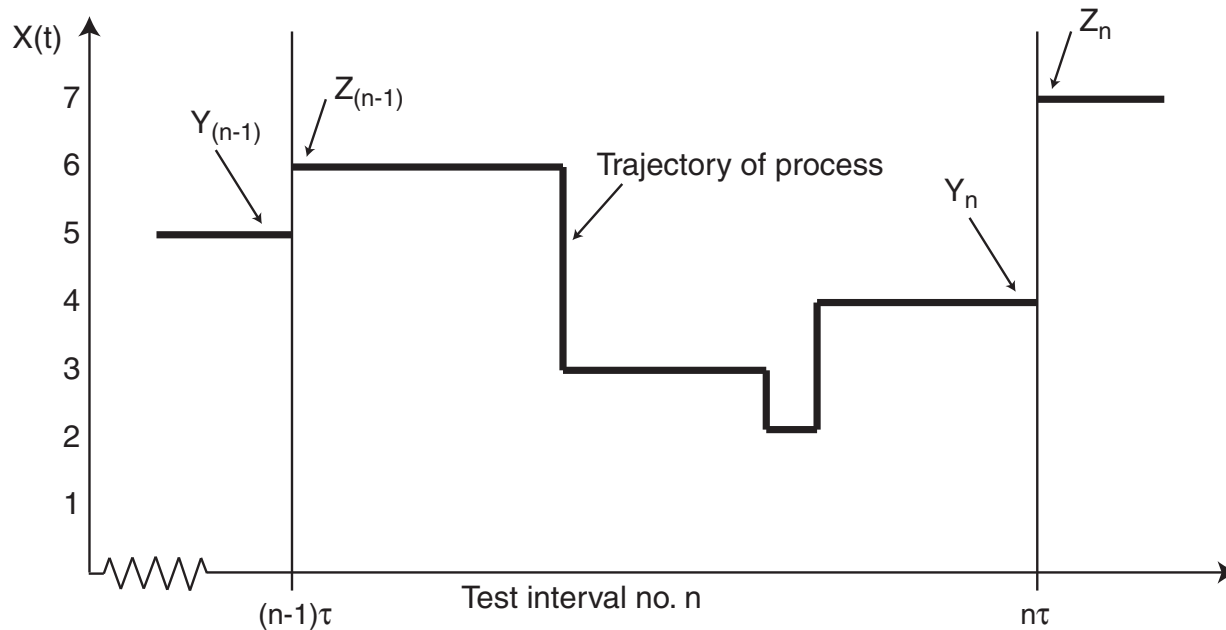 X(t)
Z_n
7
Z_(n-1)
Y_(n-1)
6
Trajectory of process
Y_n
5
4
3
2
1
Test interval no. n
(n-1)τ
nτ